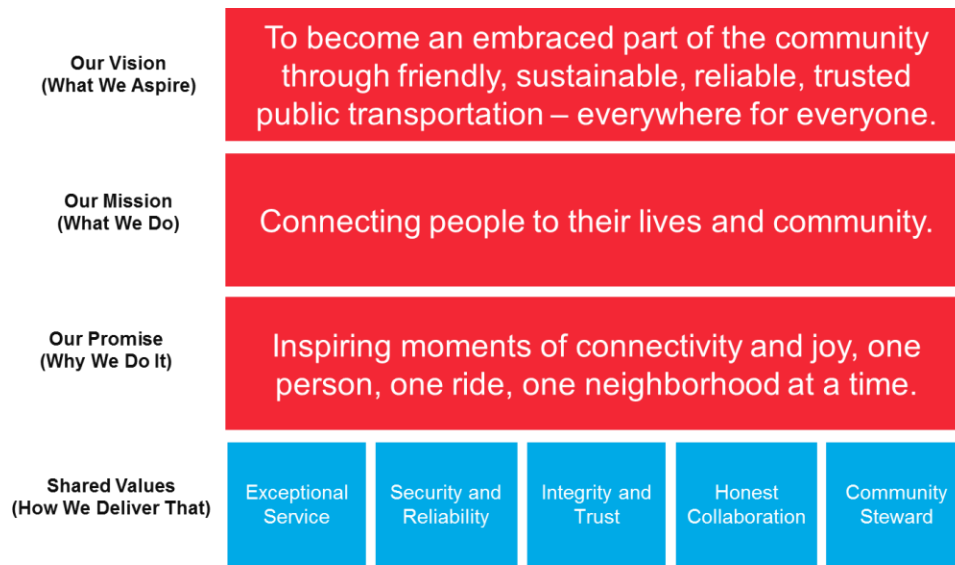 Our Vision
(What We Aspire)
To become an embraced part of the community
through friendly, sustainable, reliable, trusted
public transportation – everywhere for everyone.
Our Mission
(What We Do)
Connecting people to their lives and community.
Our Promise
(Why We Do It)
Inspiring moments of connectivity and joy, one
person, one ride, one neighborhood at a time.
Shared Values
(How We Deliver That)
Exceptional
Service
Security and
Reliability
Integrity and
Trust
Honest
Collaboration
Community
Steward